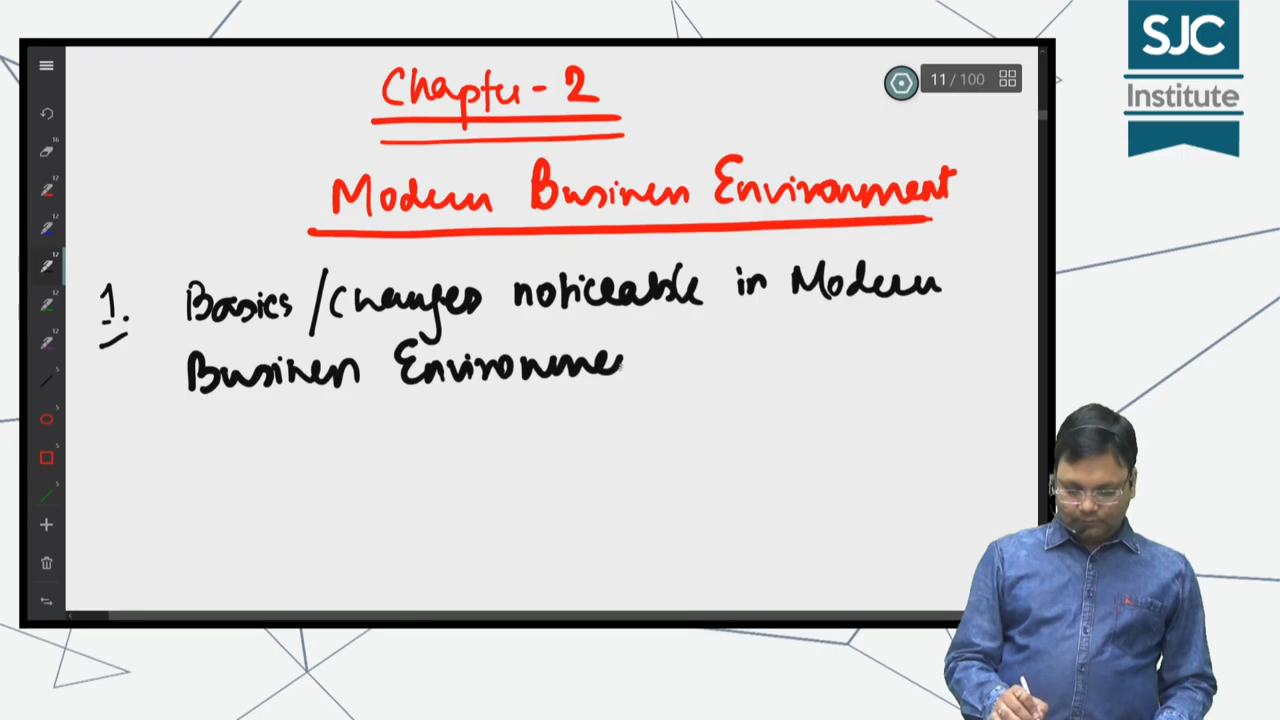 SJC
Institute
11 / 100
Chapter - 2
Modern Business Environment
1. Basics / Changes noticeable in Modern
Business Environme